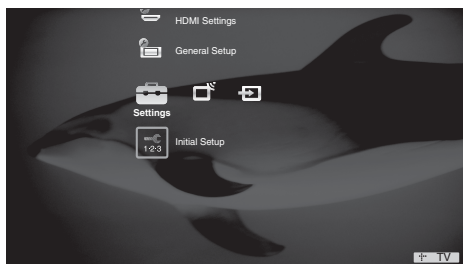 HDMI Settings
General Setup
Settings
1·2·3
Initial Setup
TV